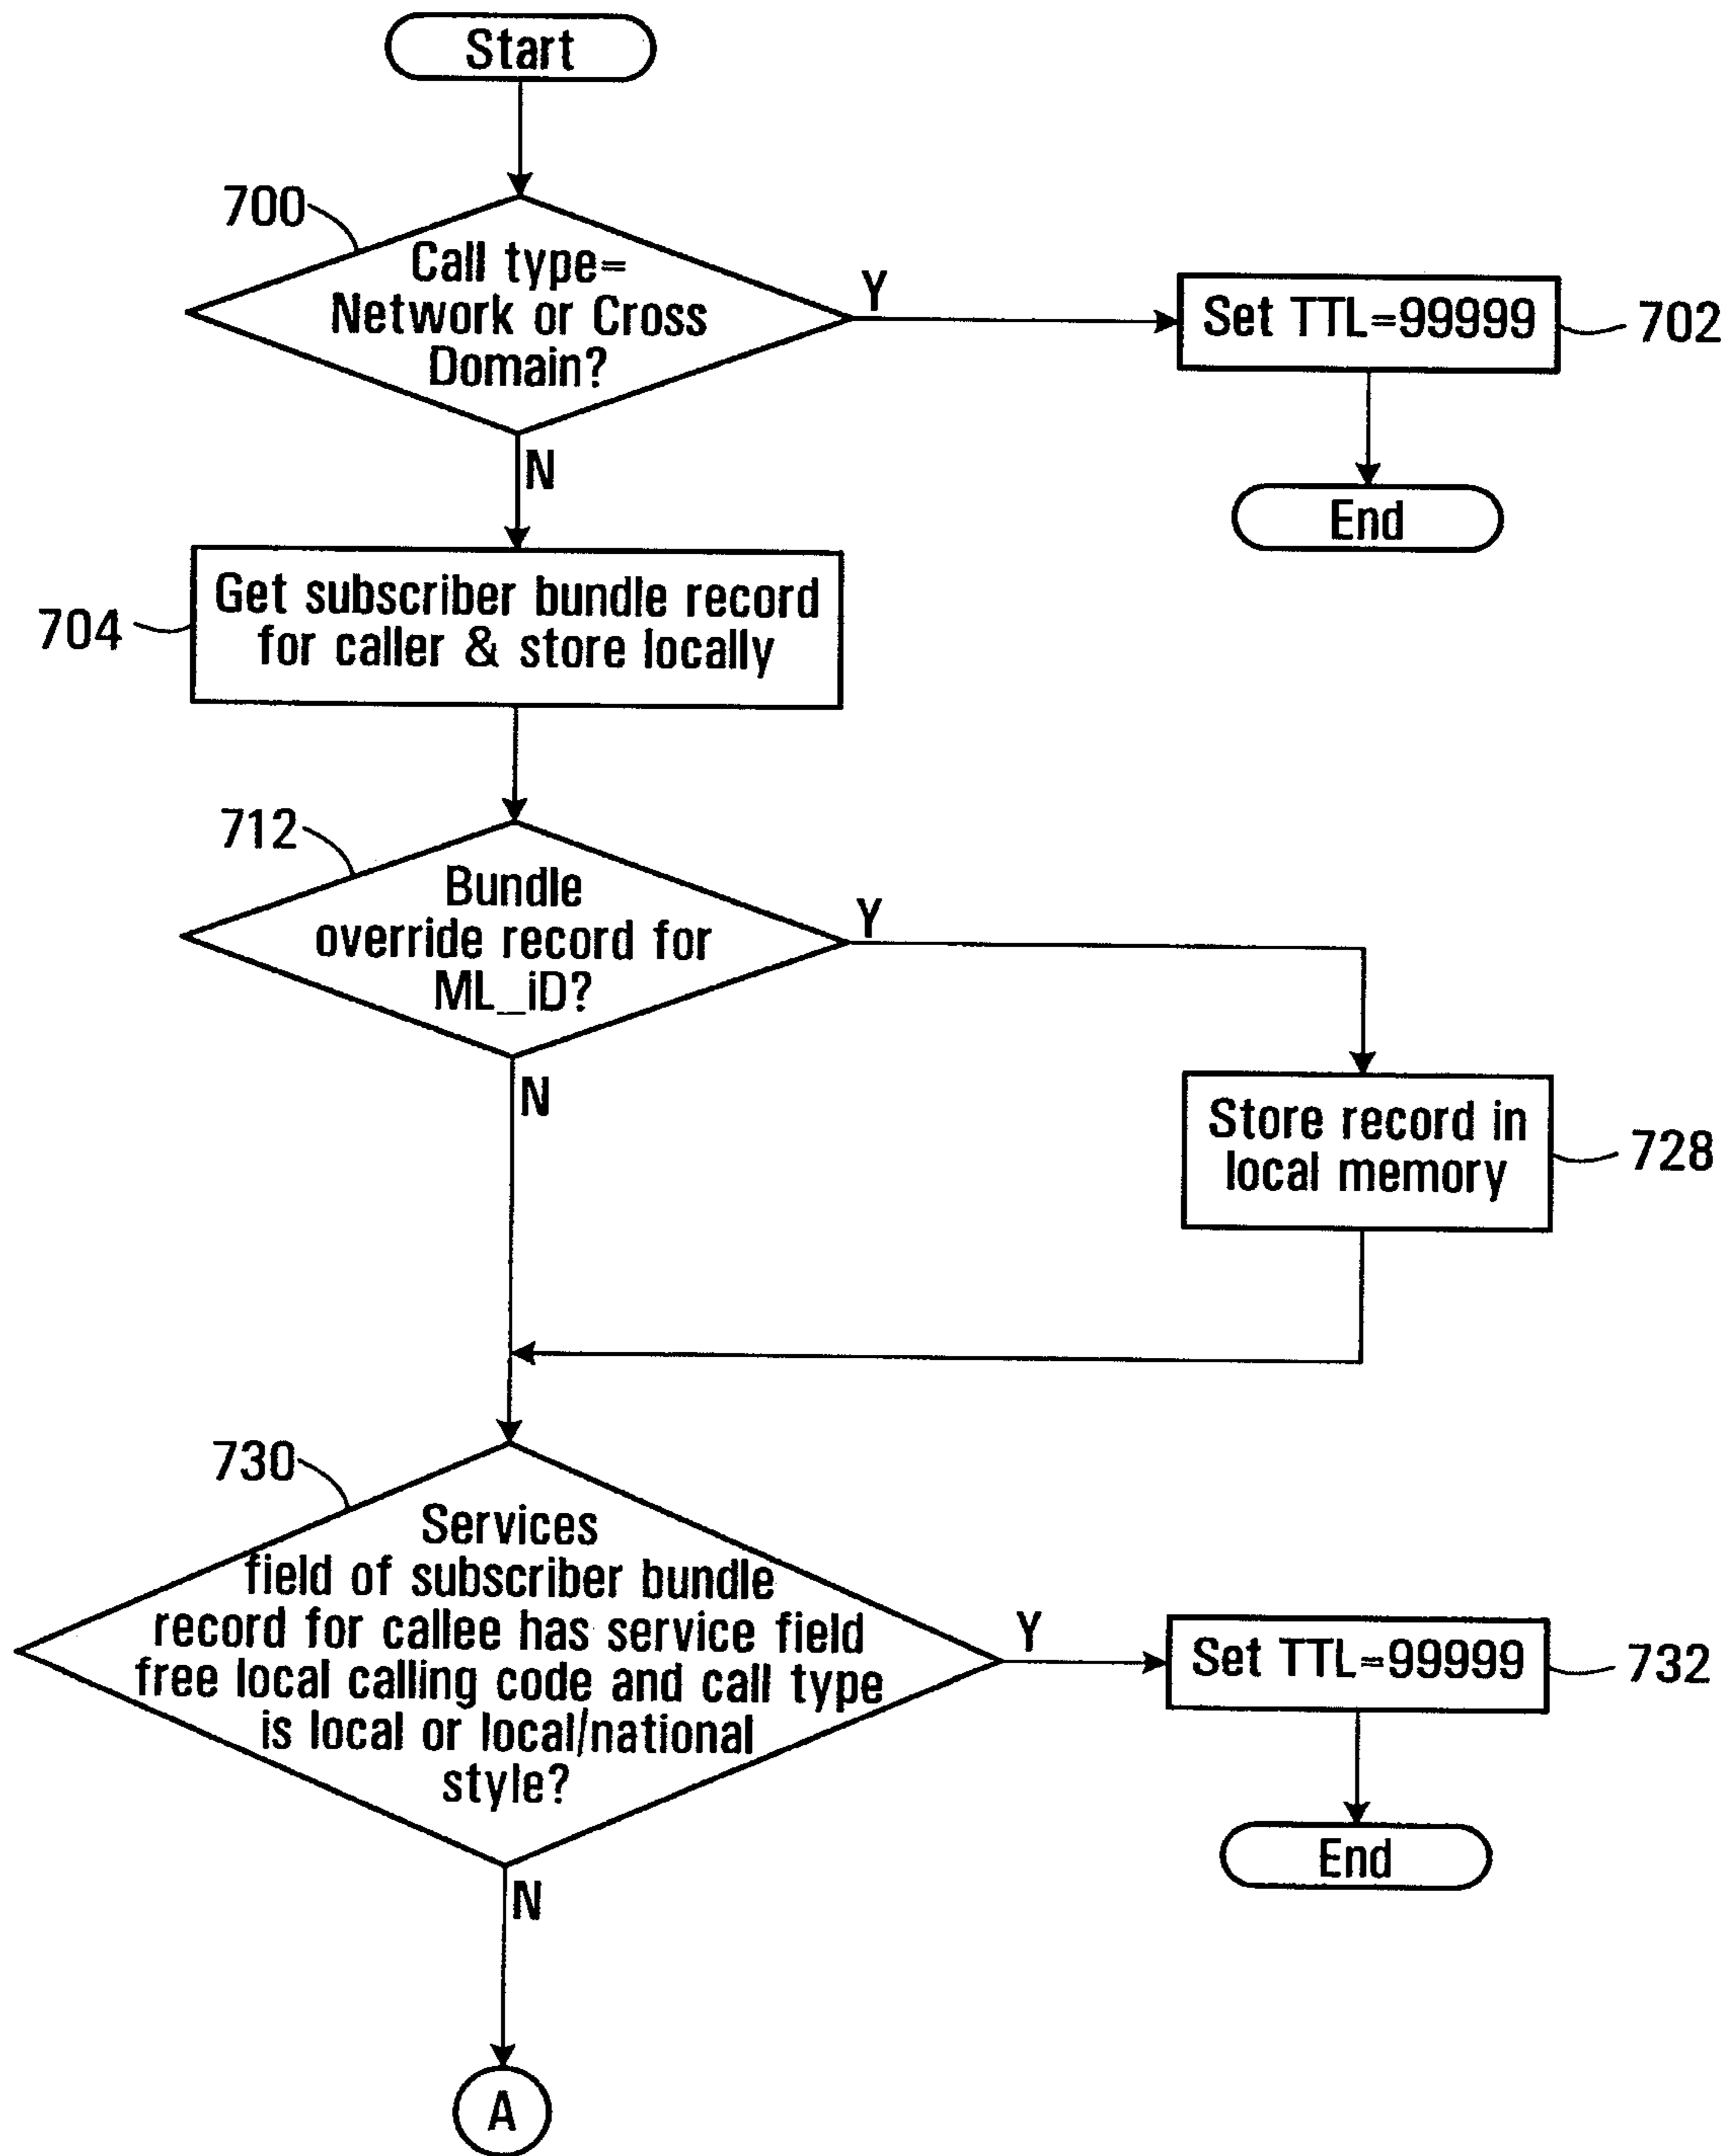 Start
700
Call type=
Network or Cross
Domain?
Y
Set TTL=99999
702
N
End
Get subscriber bundle record
for caller & store locally
704
712
Bundle
override record for
ML_iD?
Y
N
Store record in
local memory
728
730
Services
field of subscriber bundle
record for callee has service field
free local calling code and call type
is local or local/national
style?
Y
Set TTL=99999
732
End
N
A